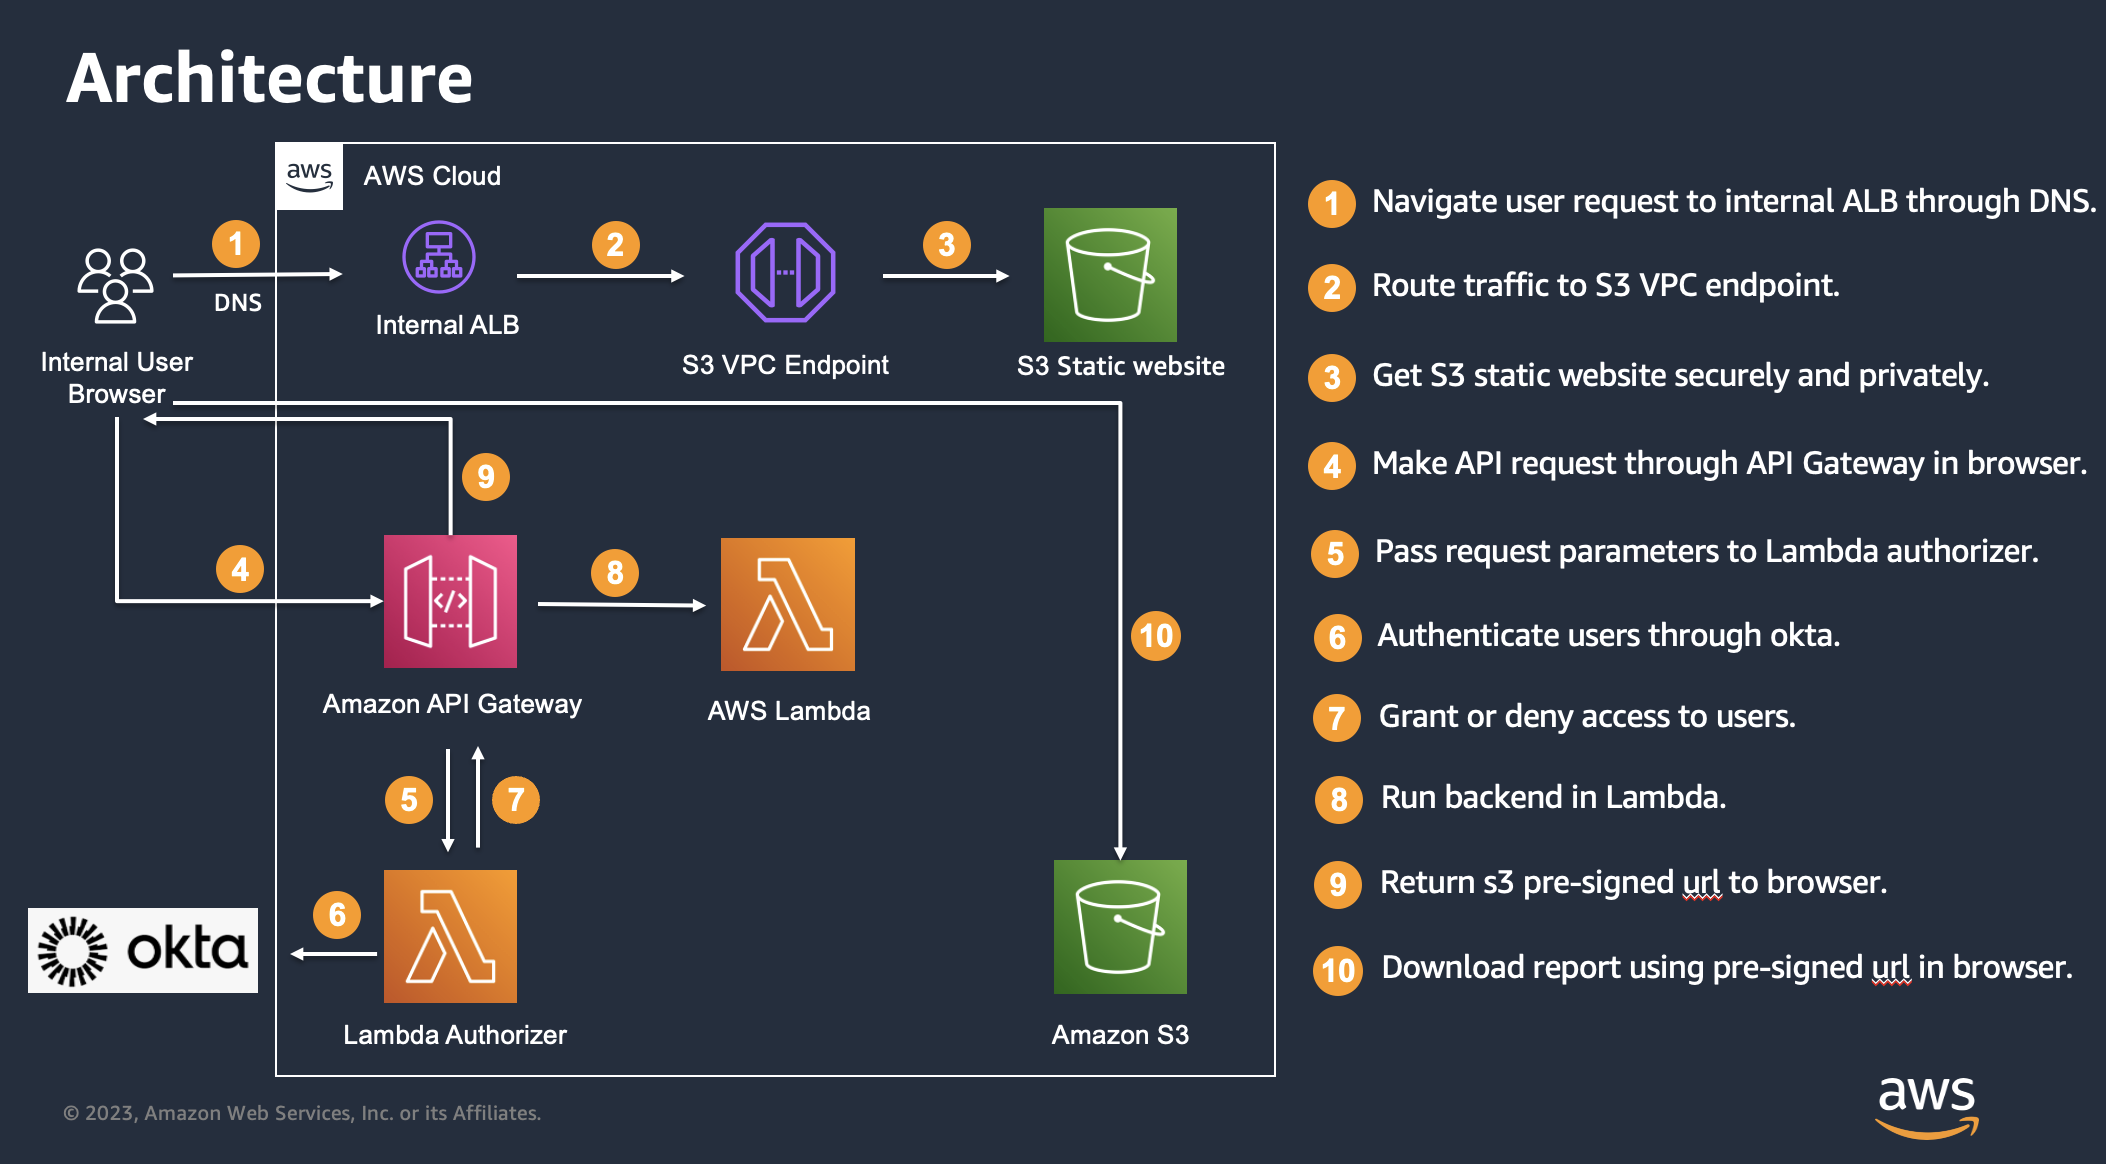 Architecture
aws
AWS Cloud
1
DNS
Internal User
Browser
Internal ALB
2
S3 VPC Endpoint
3
S3 Static website
9
4
</>
Amazon API Gateway
8
AWS Lambda
10
5
7
6
okta
Lambda Authorizer
Amazon S3
1 Navigate user request to internal ALB through DNS.
2 Route traffic to S3 VPC endpoint.
3 Get S3 static website securely and privately.
4 Make API request through API Gateway in browser.
5 Pass request parameters to Lambda authorizer.
6 Authenticate users through okta.
7 Grant or deny access to users.
8 Run backend in Lambda.
9 Return s3 pre-signed url to browser.
10 Download report using pre-signed url in browser.
© 2023, Amazon Web Services, Inc. or its Affiliates.
aws